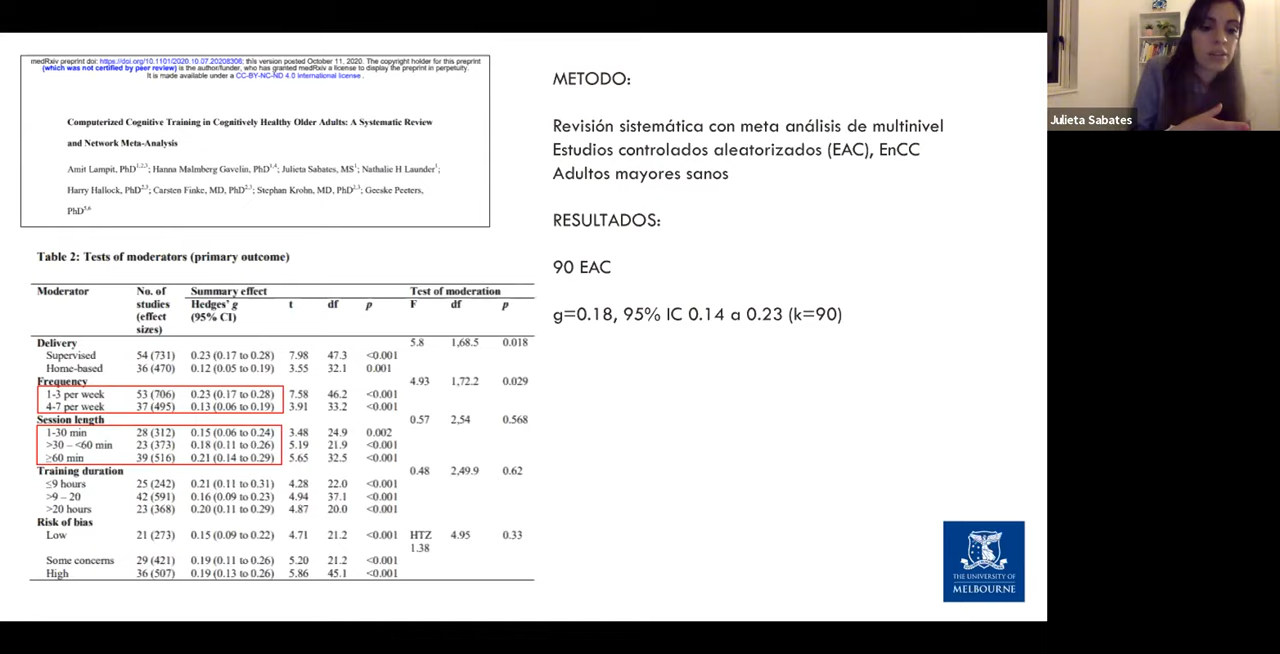 medRxiv preprint doi: https://doi.org/10.1101/2020.10.07.20208306; this version posted October 11, 2020. The copyright holder for this preprint
(which was not certified by peer review) is the author/funder, who has granted medRxiv a license to display the preprint in perpetuity.
It is made available under a CC-BY-NC-ND 4.0 International license .
Computerized Cognitive Training in Cognitively Healthy Older Adults: A Systematic Review
and Network Meta-Analysis
Amit Lampit, PhD1,2,3; Hanna Malmberg Gavelin, PhD1,4; Julieta Sabates, MS1; Nathalie H Launder1;
Harry Hallock, PhD2,3; Carsten Finke, MD, PhD2,3; Stephan Krohn, MD, PhD2,3; Geeske Peeters,
PhD5,6
Table 2: Tests of moderators (primary outcome)
Moderator No. of studies (effect sizes) Summary effect Test of moderation
Hedges' g (95% CI) t df p F df p
Delivery 5.8 1,68.5 0.018
Supervised 54 (731) 0.23 (0.17 to 0.28) 7.98 47.3 <0.001
Home-based 36 (470) 0.12 (0.05 to 0.19) 3.55 32.1 0.001
Frequency 4.93 1,72.2 0.029
1-3 per week 53 (706) 0.23 (0.17 to 0.28) 7.58 46.2 <0.001
4-7 per week 37 (495) 0.13 (0.06 to 0.19) 3.91 33.2 <0.001
Session length 0.57 2,54 0.568
1-30 min 28 (312) 0.15 (0.06 to 0.24) 3.48 24.9 0.002
>30 – <60 min 23 (373) 0.18 (0.11 to 0.26) 5.19 21.9 <0.001
≥60 min 39 (516) 0.21 (0.14 to 0.29) 5.65 32.5 <0.001
Training duration 0.48 2,49.9 0.62
≤9 hours 25 (242) 0.21 (0.11 to 0.31) 4.28 22.0 <0.001
>9 – 20 42 (591) 0.16 (0.09 to 0.23) 4.94 37.1 <0.001
>20 hours 23 (368) 0.20 (0.11 to 0.29) 4.87 20.0 <0.001
Risk of bias
Low 21 (273) 0.15 (0.09 to 0.22) 4.71 21.2 <0.001 HTZ 1.38 4.95 0.33
Some concerns 29 (421) 0.19 (0.11 to 0.26) 5.20 21.2 <0.001
High 36 (507) 0.19 (0.13 to 0.26) 5.86 45.1 <0.001
METODO:
Revisión sistemática con meta análisis de multinivel
Estudios controlados aleatorizados (EAC), EnCC
Adultos mayores sanos
RESULTADOS:
90 EAC
g=0.18, 95% IC 0.14 a 0.23 (k=90)
THE UNIVERSITY OF
MELBOURNE
Julieta Sabates